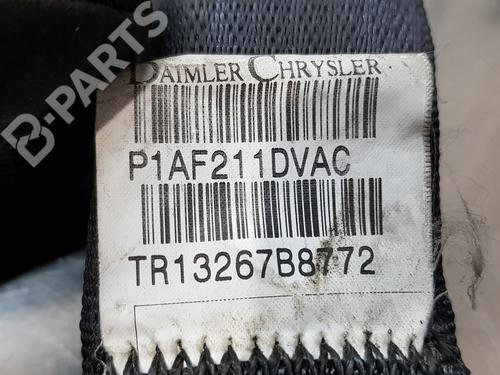 B-PARTS
DAIMLER CHRYSLER
P1AF211DVAC
TR13267B8772